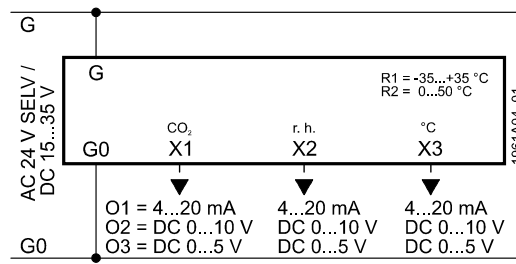 G
AC 24 V SELV /
DC 15...35 V
G
R1 = -35...+35 °C
R2 = 0...50 °C
CO₂ r. h. °C
G0 X1 X2 X3
1961A04_01
O1 = 4...20 mA 4...20 mA 4...20 mA
O2 = DC 0...10 V DC 0...10 V DC 0...10 V
O3 = DC 0...5 V DC 0...5 V DC 0...5 V
G0